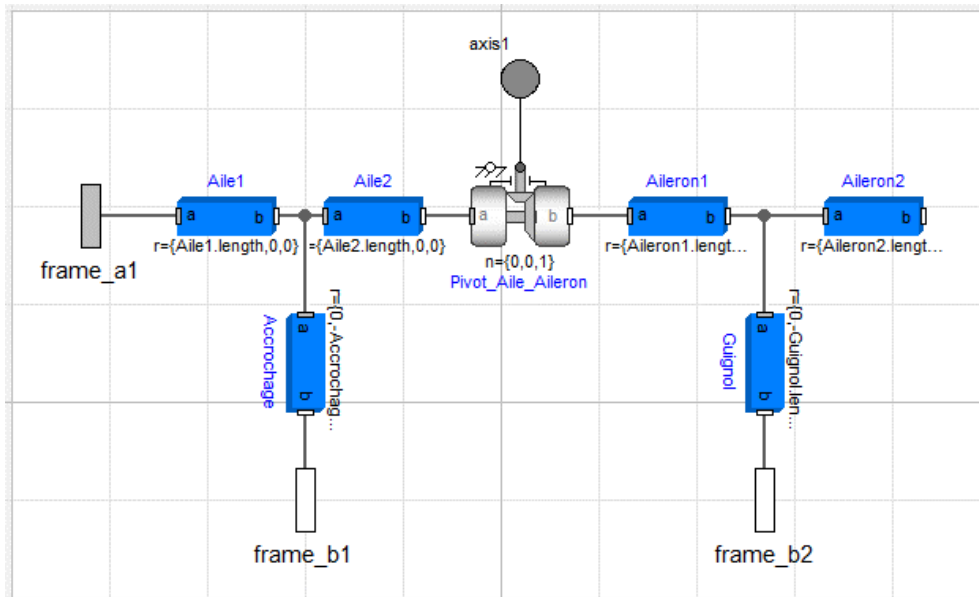 axis1
Aile1
Aile2
Aileron1
Aileron2
a
b
a
b
a
b
a
b
a
b
r={Aile1.length,0,0}
={Aile2.length,0,0}
n={0,0,1}
Pivot_Aile_Aileron
r={Aileron1.lengt...
r={Aileron2.lengt...
frame_a1
Accrochage
a
b
r={0,-Accrochag...
Guignol
a
b
r={0,-Guignol.len...
frame_b1
frame_b2